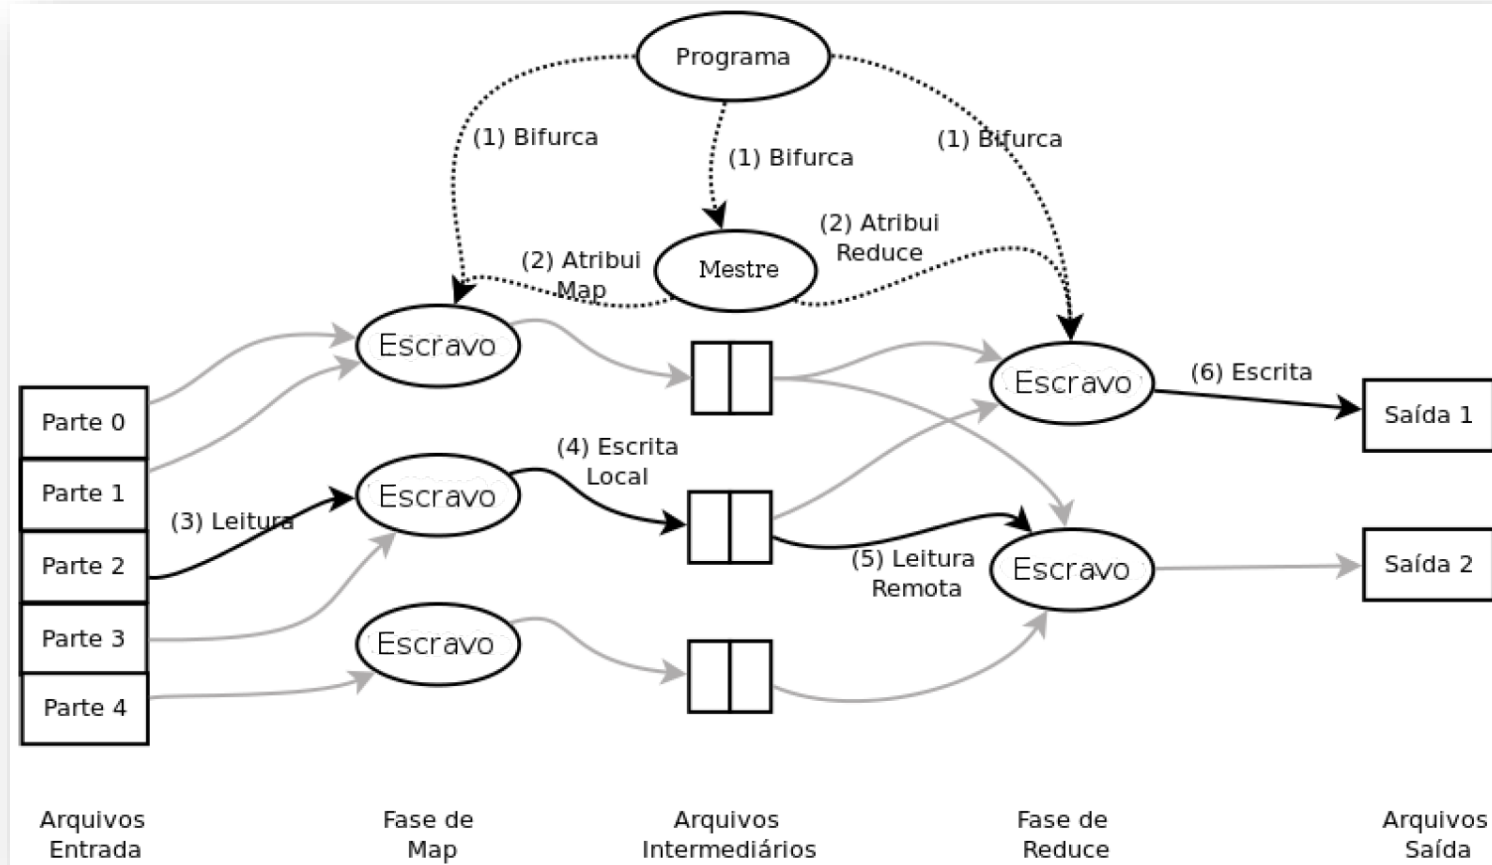 Programa
(1) Bifurca
(1) Bifurca
(1) Bifurca
(2) Atribui
Map
Mestre
(2) Atribui
Reduce
Escravo
Escravo
(6) Escrita
Saída 1
Parte 0
Parte 1
(3) Leitura
Parte 2
Parte 3
Parte 4
Escravo
(4) Escrita
Local
(5) Leitura
Remota
Escravo
Saída 2
Escravo
Arquivos
Entrada
Fase de
Map
Arquivos
Intermediários
Fase de
Reduce
Arquivos
Saída